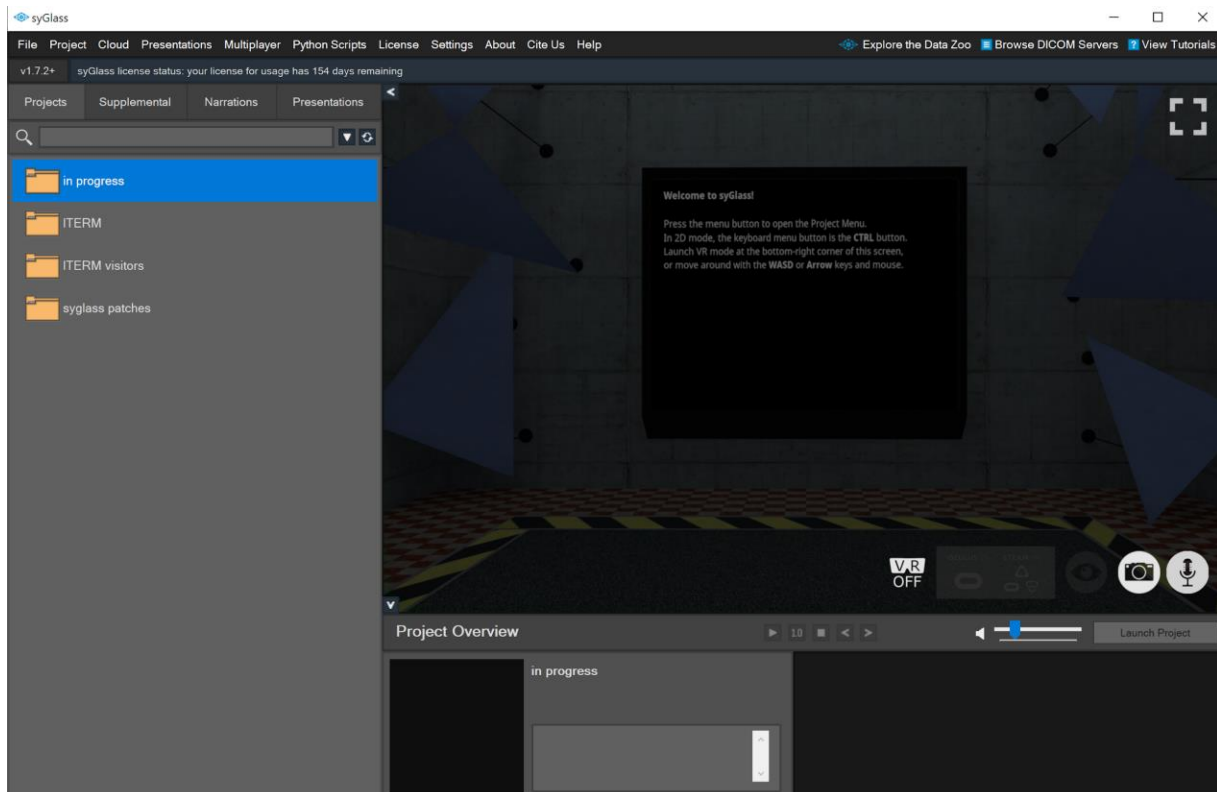 syGlass
File Project Cloud Presentations Multiplayer Python Scripts License Settings About Cite Us Help Explore the Data Zoo Browse DICOM Servers ? View Tutorials
v1.7.2+ syGlass license status: your license for usage has 154 days remaining
Projects Supplemental Narrations Presentations
in progress
ITERM
ITERM visitors
syglass patches
Welcome to syGlass!
Press the menu button to open the Project Menu.
In 2D mode, the keyboard menu button is the CTRL button.
Launch VR mode at the bottom-right corner of this screen,
or move around with the WASD or Arrow keys and mouse.
VR
OFF
Project Overview 1.0 Launch Project
in progress